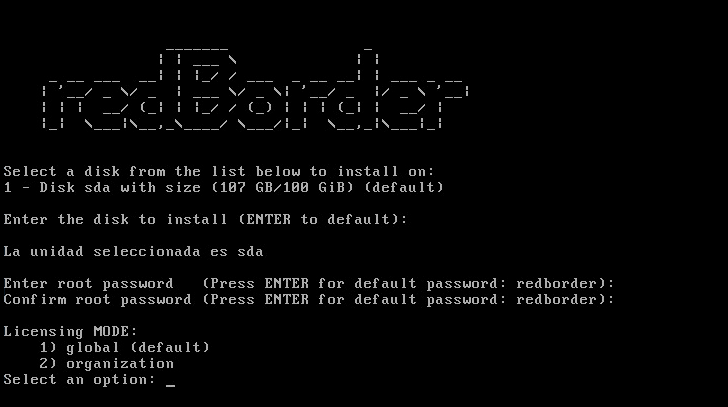 redBorder
Select a disk from the list below to install on:
1 - Disk sda with size (107 GB/100 GiB) (default)
Enter the disk to install (ENTER to default):
La unidad seleccionada es sda
Enter root password   (Press ENTER for default password: redborder):
Confirm root password (Press ENTER for default password: redborder):
Licensing MODE:
    1) global (default)
    2) organization
Select an option: _